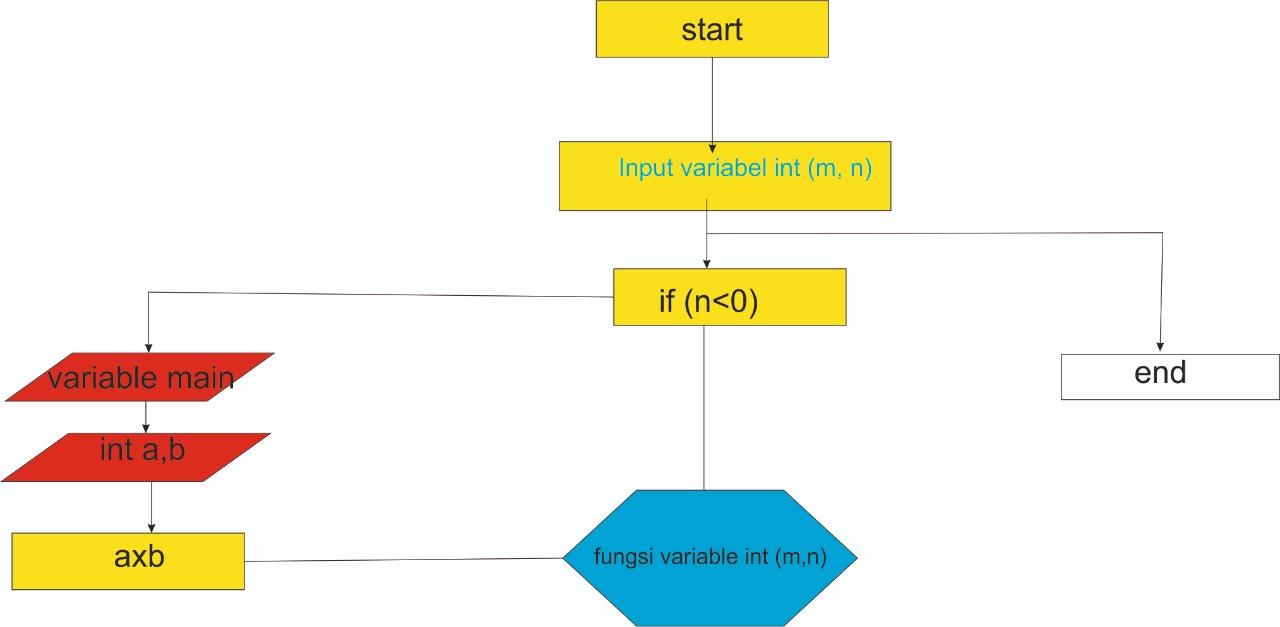 start
Input variabel int (m, n)
if (n<0)
variable main
end
int a,b
axb
fungsi variable int (m,n)